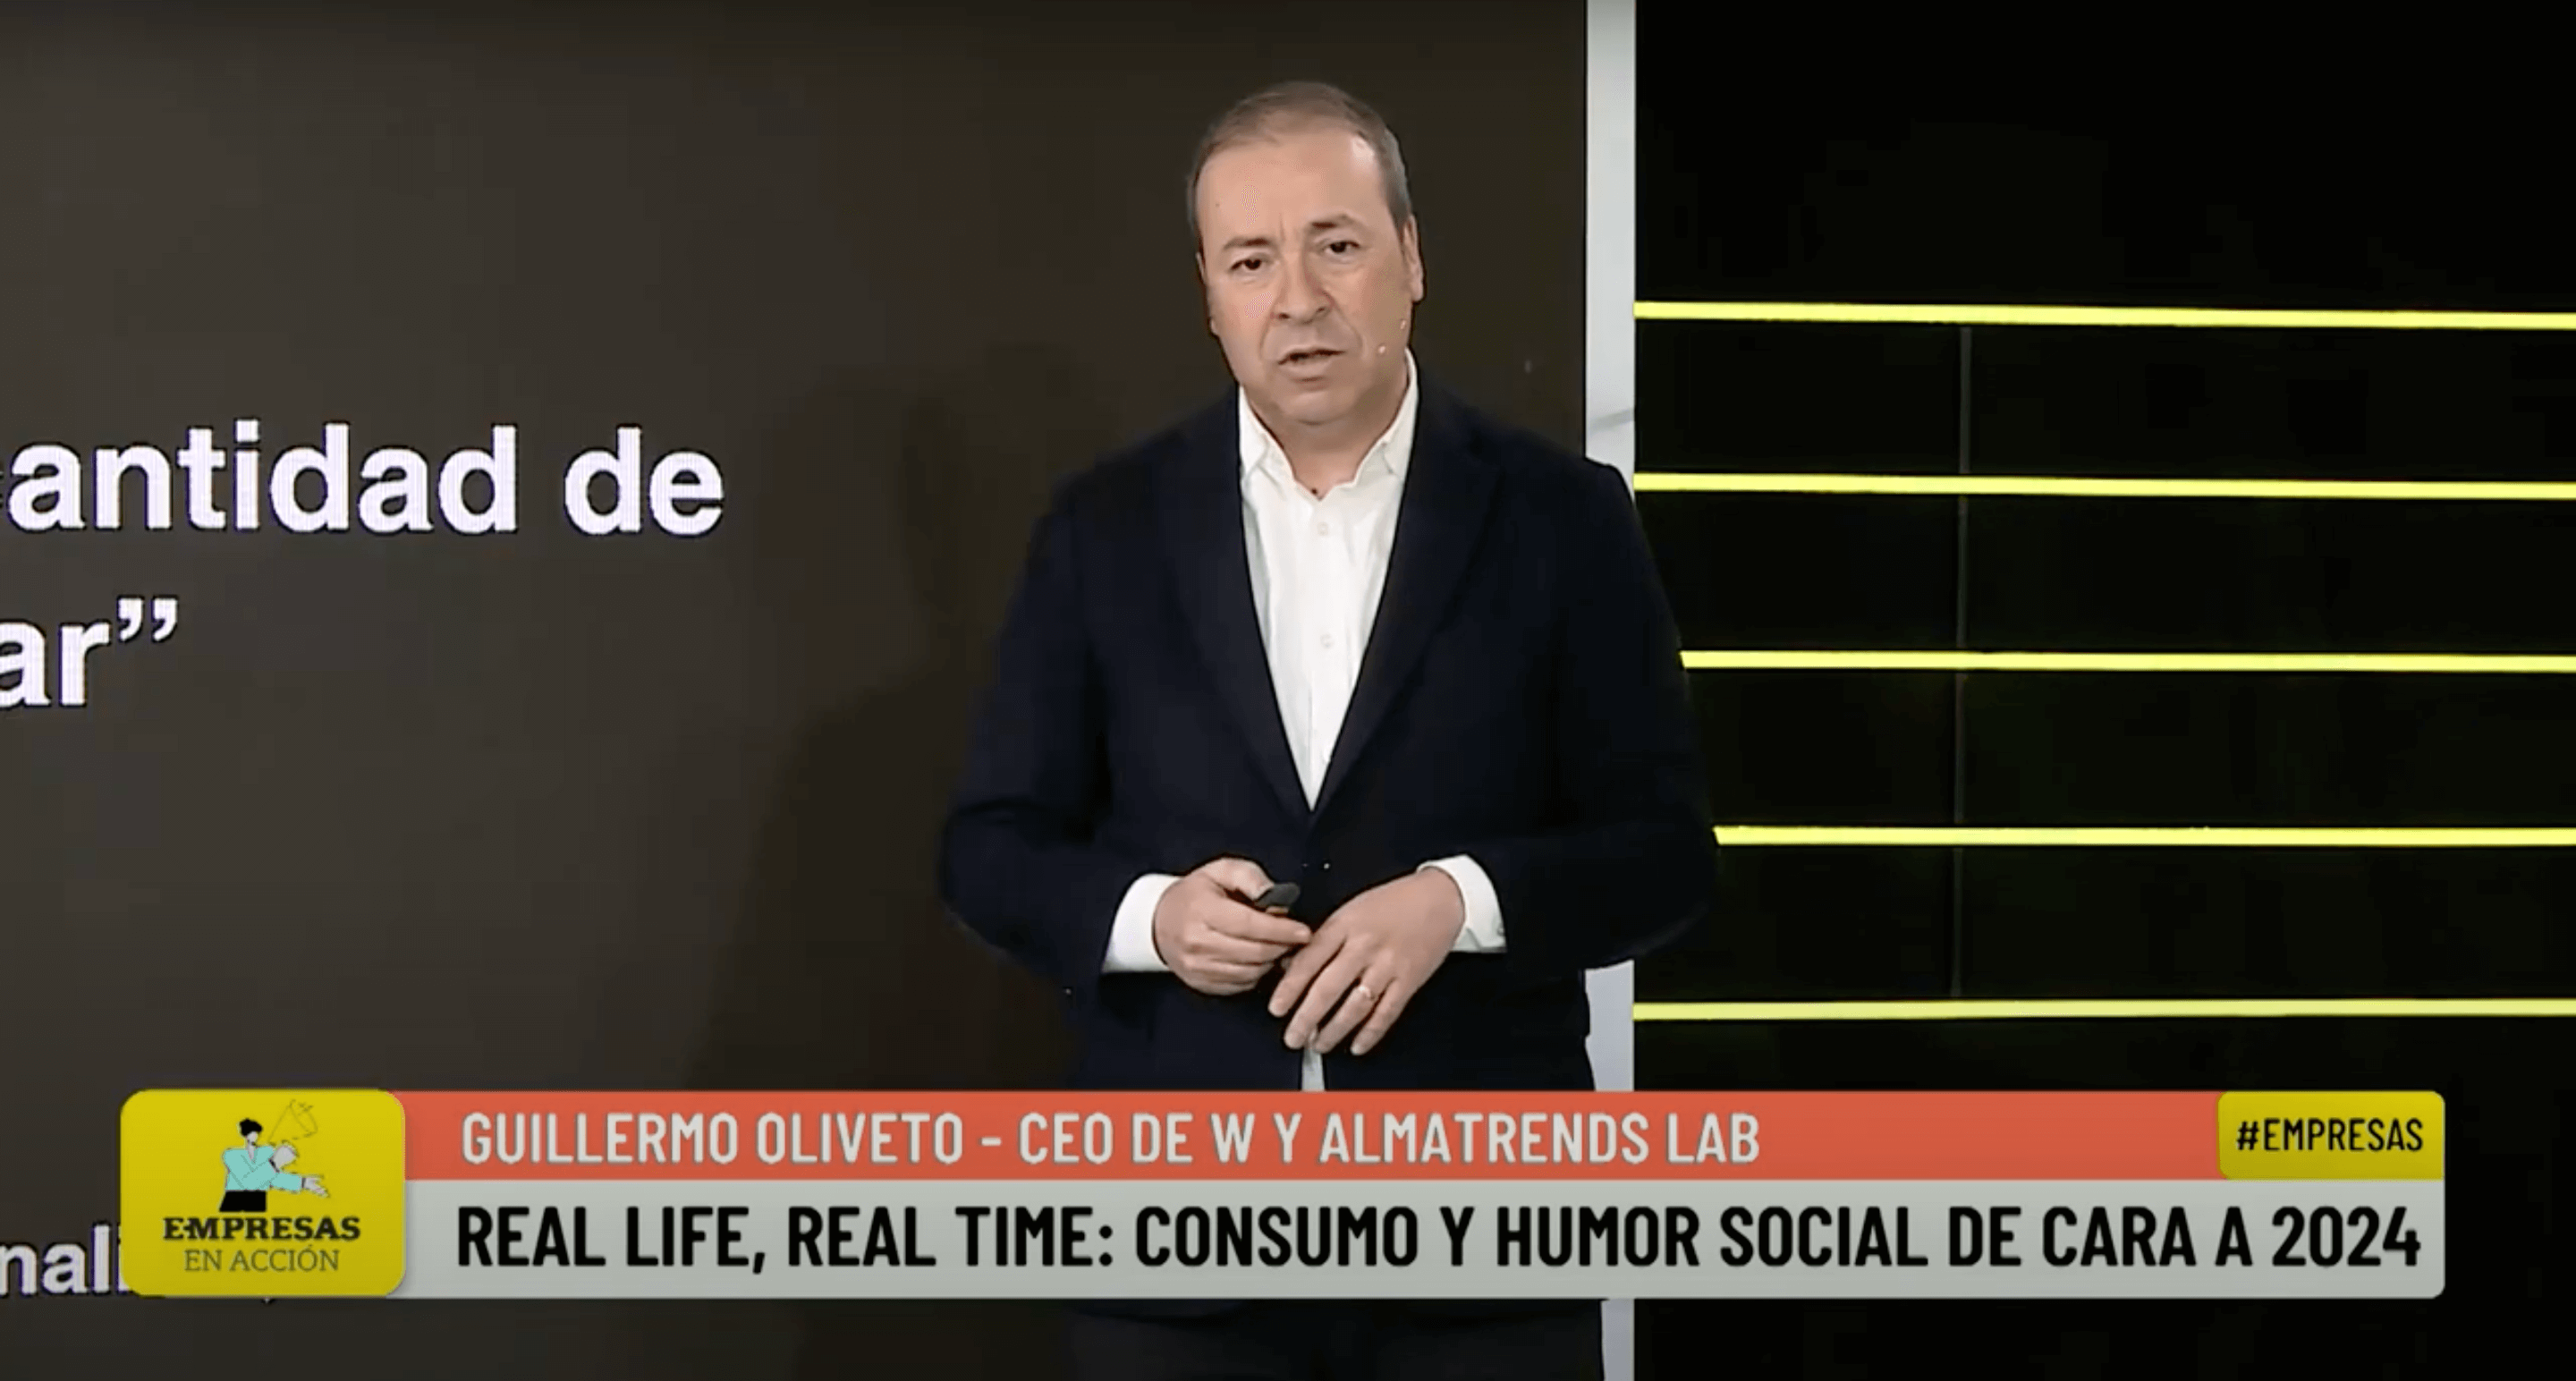 antidad de
ar”
GUILLERMO OLIVETO - CEO DE W Y ALMATRENDS LAB
#EMPRESAS
REAL LIFE, REAL TIME: CONSUMO Y HUMOR SOCIAL DE CARA A 2024
EMPRESAS
EN ACCIÓN